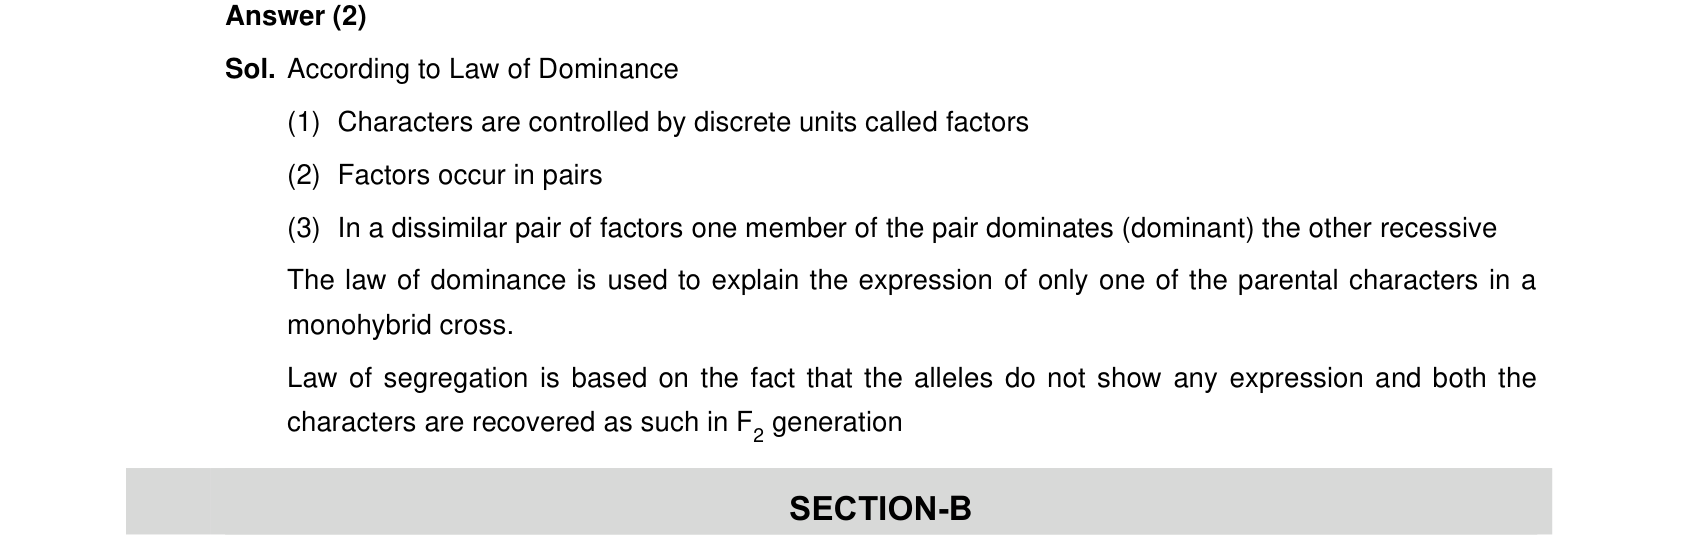 Answer (2)
Sol. According to Law of Dominance
(1) Characters are controlled by discrete units called factors
(2) Factors occur in pairs
(3) In a dissimilar pair of factors one member of the pair dominates (dominant) the other recessive
The law of dominance is used to explain the expression of only one of the parental characters in a
monohybrid cross.
Law of segregation is based on the fact that the alleles do not show any expression and both the
characters are recovered as such in F2 generation
SECTION-B